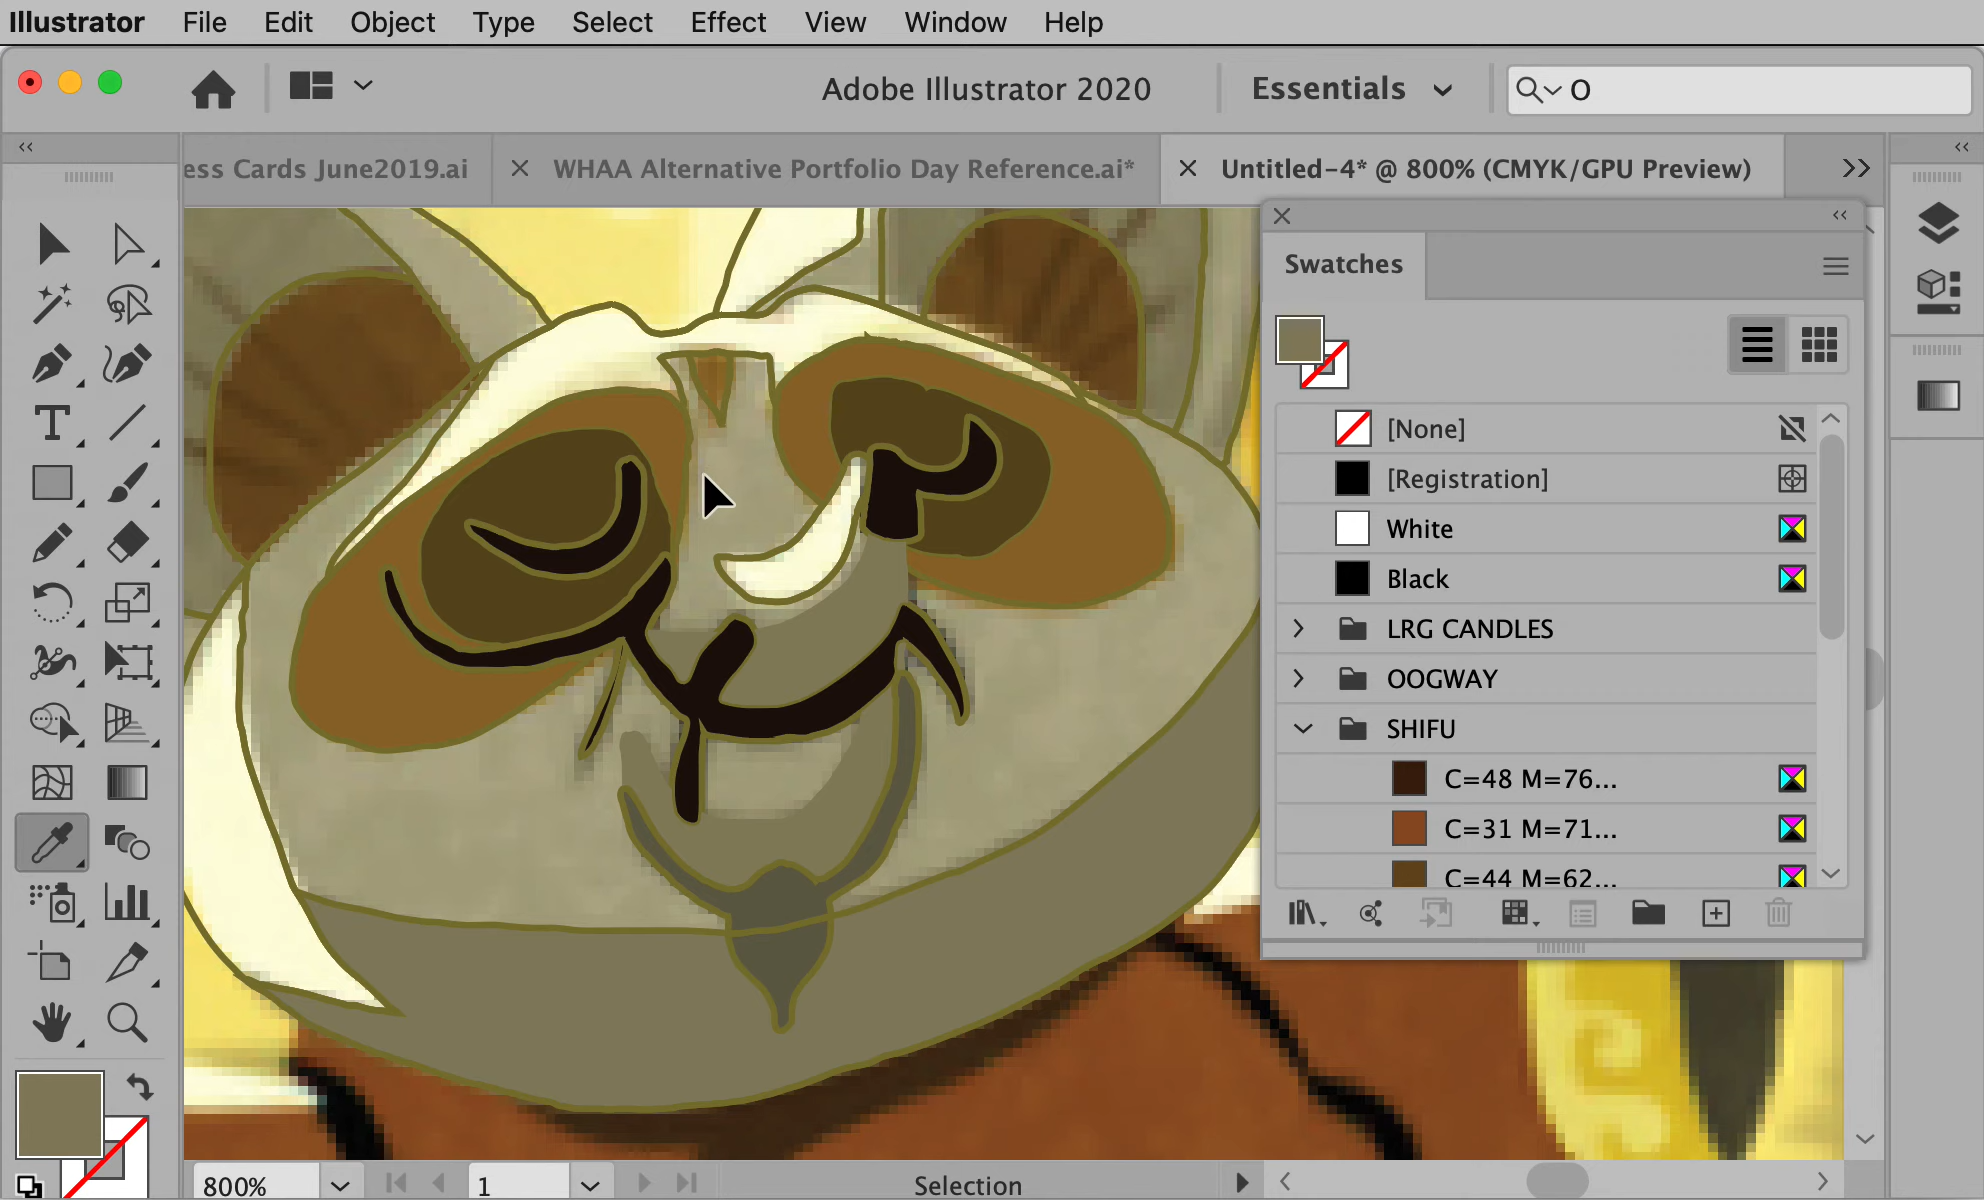 Illustrator File Edit Object Type Select Effect View Window Help
Adobe Illustrator 2020 Essentials O
ess Cards June2019.ai WHAA Alternative Portfolio Day Reference.ai* Untitled-4* @ 800% (CMYK/GPU Preview)
Swatches
[None]
[Registration]
White
Black
LRG CANDLES
OOGWAY
SHIFU
C=48 M=76...
C=31 M=71...
C=44 M=62...
800% 1 Selection